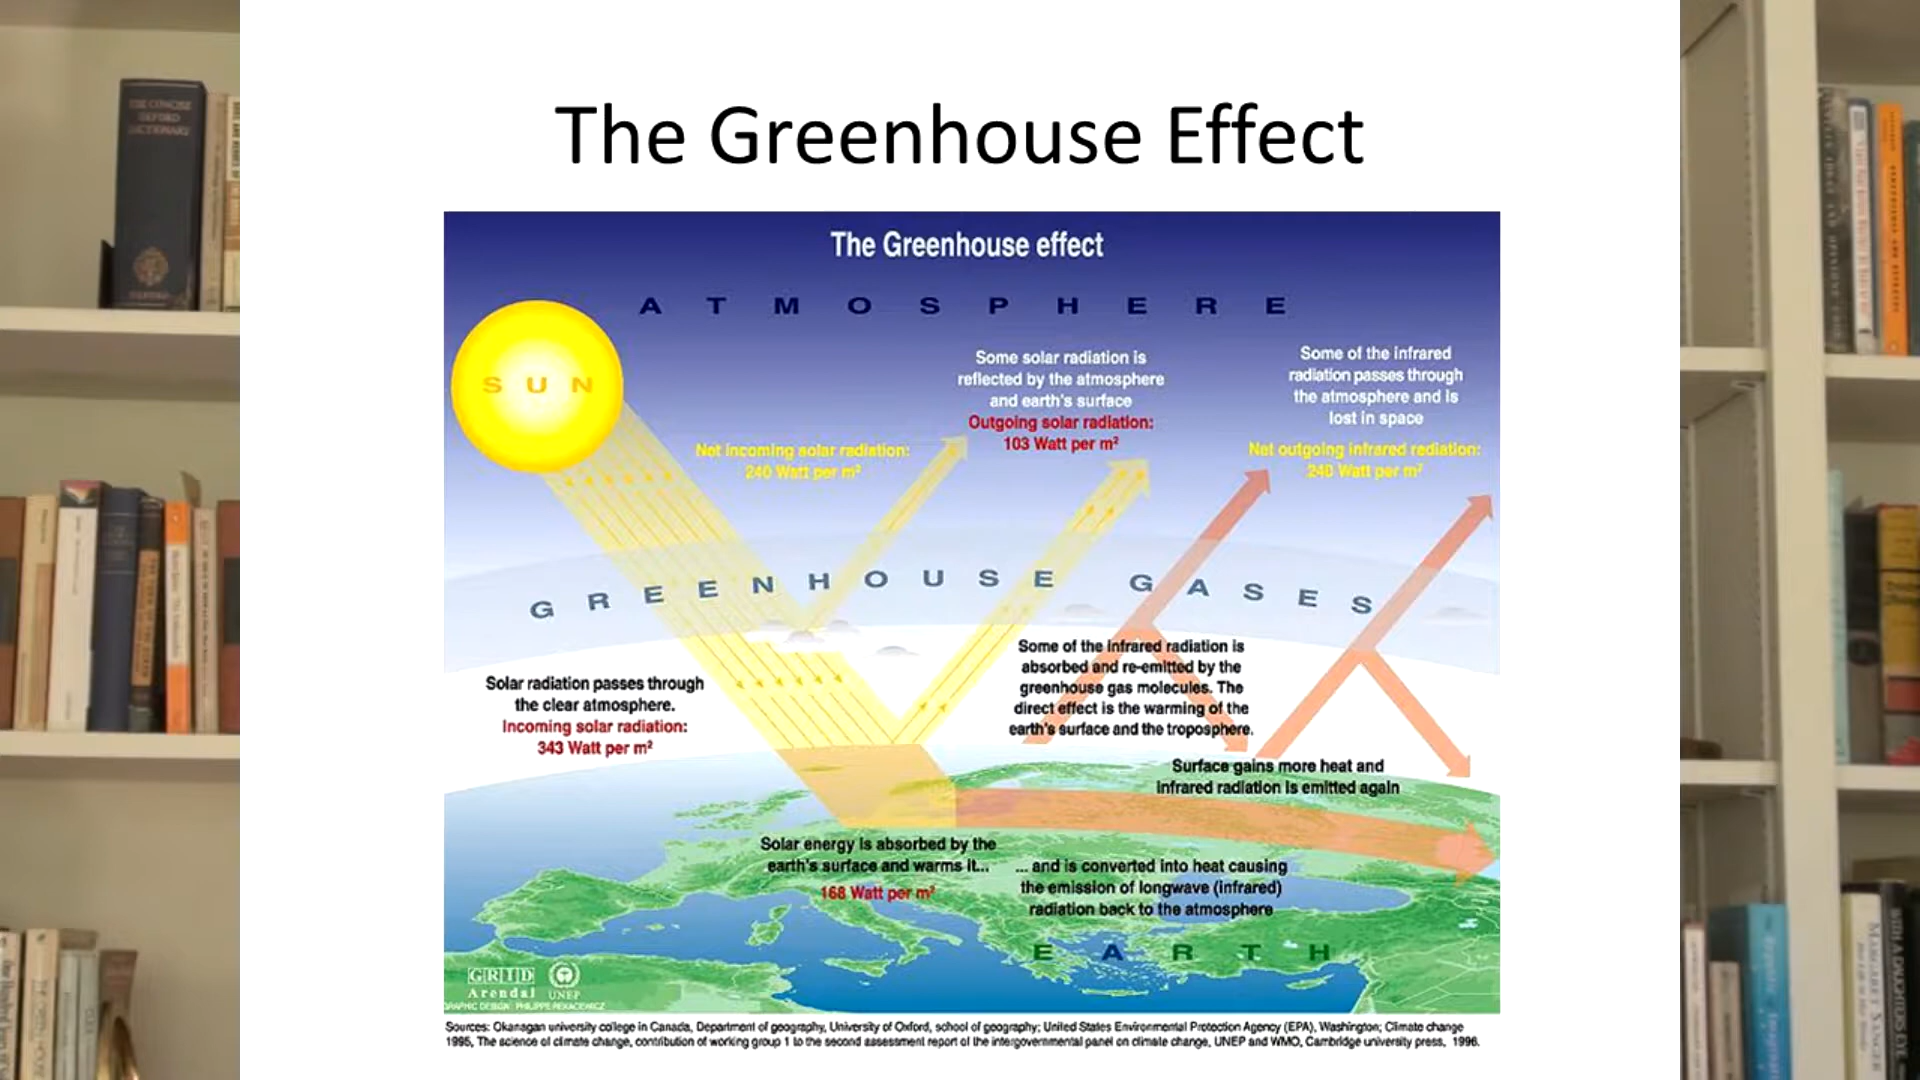 The Greenhouse Effect
The Greenhouse effect
ATMOSPHERE
SUN
Some solar radiation is
reflected by the atmosphere
and earth's surface
Outgoing solar radiation:
103 Watt per m²
Some of the infrared
radiation passes through
the atmosphere and is
lost in space
Net outgoing infrared radiation:
240 Watt per m²
Net incoming solar radiation:
240 Watt per m²
GREENHOUSE GASES
Solar radiation passes through
the clear atmosphere.
Incoming solar radiation:
343 Watt per m²
Some of the infrared radiation is
absorbed and re-emitted by the
greenhouse gas molecules. The
direct effect is the warming of the
earth's surface and the troposphere.
Surface gains more heat and
infrared radiation is emitted again
Solar energy is absorbed by the
earth's surface and warms it...
168 Watt per m²
... and is converted into heat causing
the emission of longwave (infrared)
radiation back to the atmosphere
EARTH
GRID
Arendal UNEP
GRAPHIC DESIGN : PHILIPPE REKACEWICZ
Sources: Okanagan university college in Canada, Department of geography, University of Oxford, school of geography; United States Environmental Protection Agency (EPA), Washington; Climate change
1995, The science of climate change, contribution of working group 1 to the second assessment report of the intergovernmental panel on climate change, UNEP and WMO, Cambridge university press, 1996.
THE CONCISE
OXFORD
DICTIONARY
OXFORD